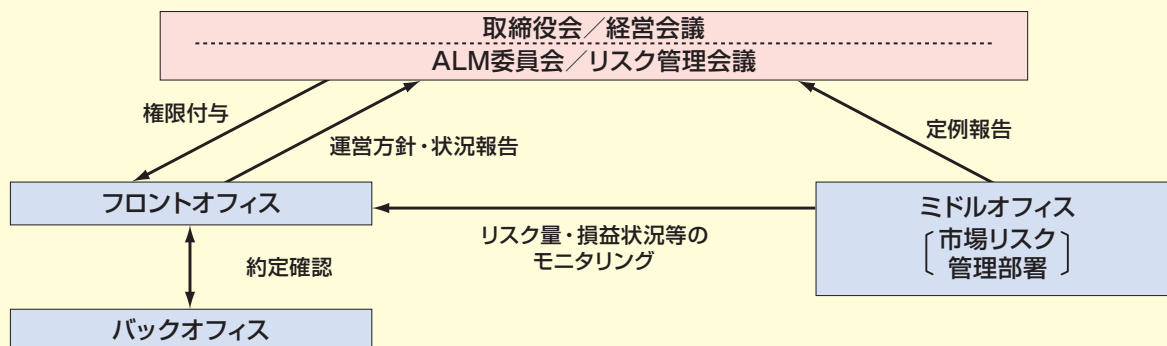 取締役会／経営会議
ALM委員会／リスク管理会議
権限付与
運営方針・状況報告
定例報告
フロントオフィス
ミドルオフィス
市場リスク
管理部署
リスク量・損益状況等の
モニタリング
約定確認
バックオフィス